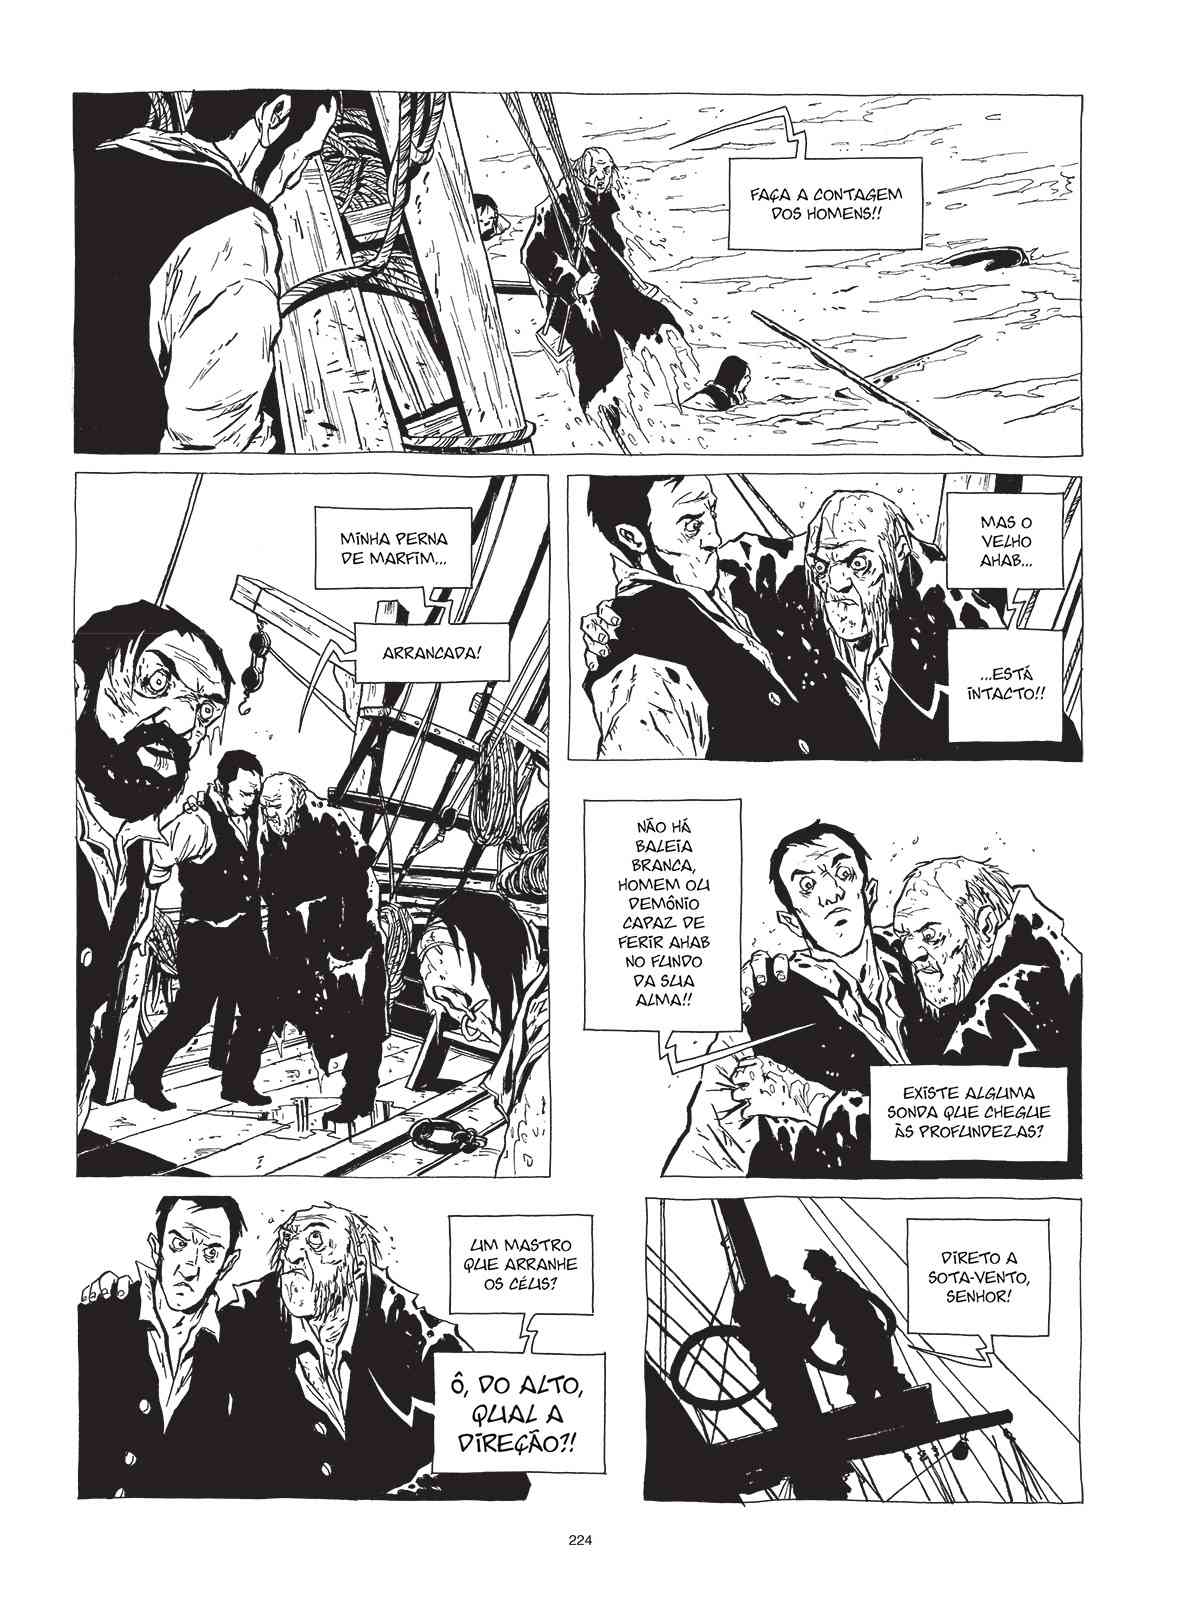 FAÇA A CONTAGEM
DOS HOMENS!!
MINHA PERNA
DE MARFIM...
ARRANCADA!
MAS O
VELHO
AHAB...
...ESTÁ
INTACTO!!
NÃO HÁ
BALEIA
BRANCA,
HOMEM OU
DEMÔNIO
CAPAZ DE
FERIR AHAB
NO FUNDO
DA SUA
ALMA!!
EXISTE ALGUMA
SONDA QUE CHEGUE
ÀS PROFUNDEZAS?
UM MASTRO
QUE ARRANHE
OS CÉUS?
Ô, DO ALTO,
QUAL A
DIREÇÃO?!
DIRETO A
SOTA-VENTO,
SENHOR!
224